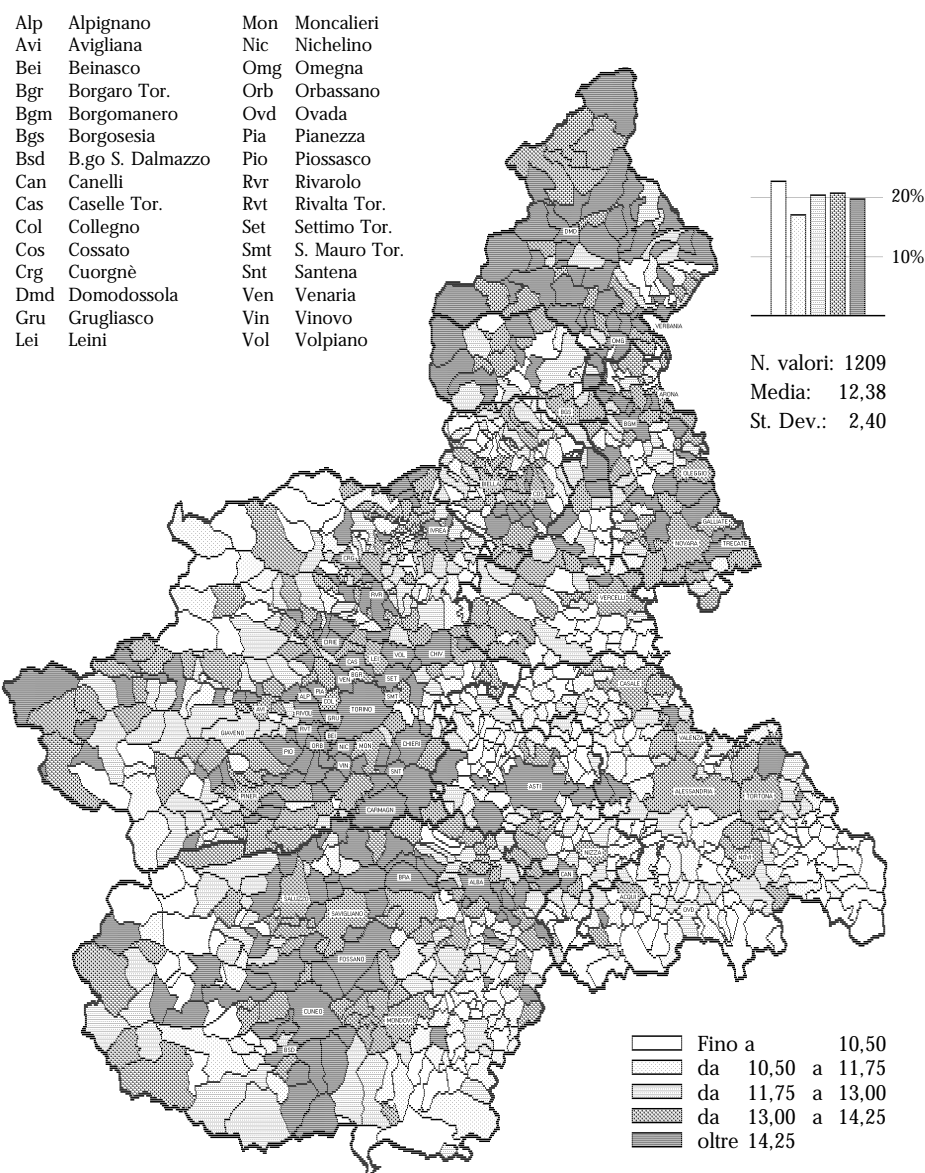 Alp Alpignano
Avi Avigliana
Bei Beinasco
Bgr Borgaro Tor.
Bgm Borgomanero
Bgs Borgosesia
Bsd B.go S. Dalmazzo
Can Canelli
Cas Caselle Tor.
Col Collegno
Cos Cossato
Crg Cuorgnè
Dmd Domodossola
Gru Grugliasco
Lei Leini
Mon Moncalieri
Nic Nichelino
Omg Omegna
Orb Orbassano
Ovd Ovada
Pia Pianezza
Pio Piossasco
Rvr Rivarolo
Rvt Rivalta Tor.
Set Settimo Tor.
Smt S. Mauro Tor.
Snt Santena
Ven Venaria
Vin Vinovo
Vol Volpiano
20%
10%
N. valori: 1209
Media: 12,38
St. Dev.: 2,40
DMD
VERBANIA
OMG
ARONA
BGS
BGM
OLEGGIO
BIELLA
COS
GALLIATE
IVREA
NOVARA
TRECATE
CRG
RVR
VERCELLI
CIRIE
LEI
VOL
CHIV.
CAS
BGR
VEN
SET
CASALE
ALP
PIA
COL
SMT
AVI
RIVOLI
TORINO
GRU
GIAVENO
RVT
BEI
VALENZA
PIO
ORB
NIC
MON
CHIERI
VIN
SNT
ASTI
PINER.
ALESSANDRIA
TORTONA
CARMAGN.
NIZZA
NOVI
BRA
ALBA
CAN
SALUZZO
SAVIGLIANO
OVD
FOSSANO
CUNEO
MONDOVI
BSD
Fino a 10,50
da 10,50 a 11,75
da 11,75 a 13,00
da 13,00 a 14,25
oltre 14,25